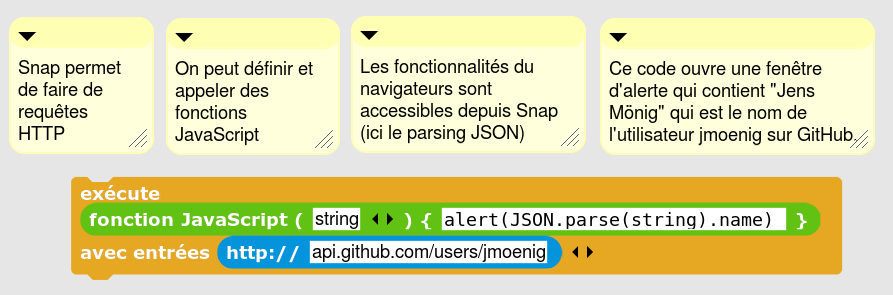 Snap permet
de faire de
requêtes
HTTP
On peut définir et
appeler des
fonctions
JavaScript
Les fonctionnalités du
navigateurs sont
accessibles depuis Snap
(ici le parsing JSON)
Ce code ouvre une fenêtre
d'alerte qui contient "Jens
Mönig" qui est le nom de
l'utilisateur jmoenig sur GitHub.
exécute
fonction JavaScript ( string ) { alert(JSON.parse(string).name) }
avec entrées http:// api.github.com/users/jmoenig